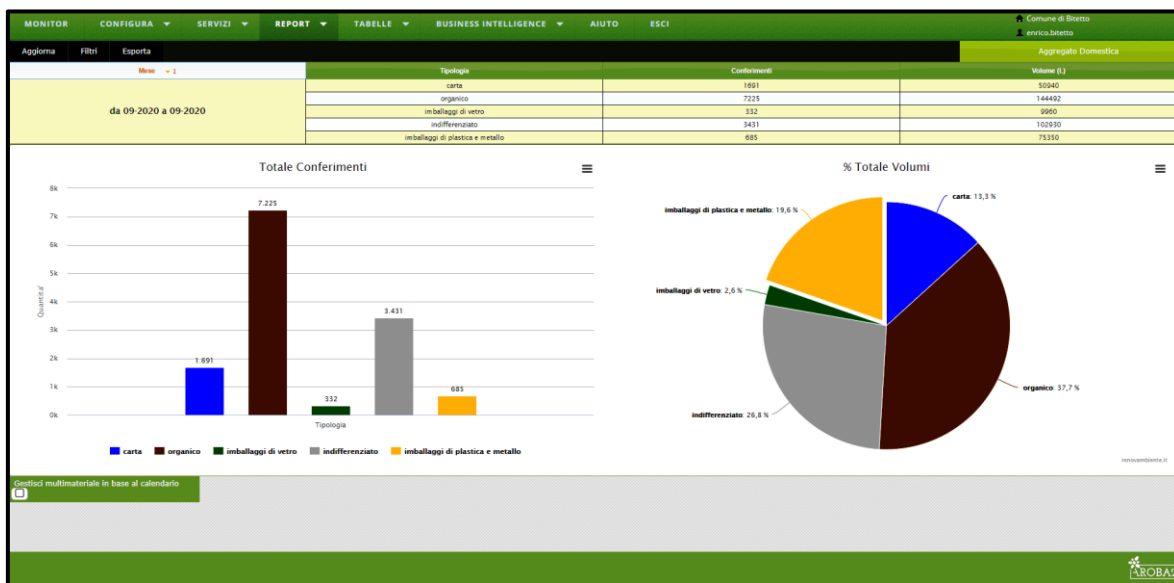 MONITOR CONFIGURA SERVIZI REPORT TABELLE BUSINESS INTELLIGENCE AIUTO ESCI
Comune di Bitetto
enrico.bitetto
Aggiorna Filtri Esporta Aggregato Domestica
Mese 1 Tipologia Conferimenti Volume (L)
da 09-2020 a 09-2020
carta 1691 50940
organico 7225 144492
imballaggi di vetro 332 9960
indifferenziato 3431 102930
imballaggi di plastica e metallo 685 75350
Totale Conferimenti
8k
7k
6k
5k
4k
3k
2k
1k
0k
Quantita'
1.691
7.225
332
3.431
685
Tipologia
carta organico imballaggi di vetro indifferenziato imballaggi di plastica e metallo
% Totale Volumi
carta: 13,3 %
imballaggi di plastica e metallo: 19,6 %
imballaggi di vetro: 2,6 %
organico: 37,7 %
indifferenziato: 26,8 %
innovambiente.it
Gestisci multimateriale in base al calendario